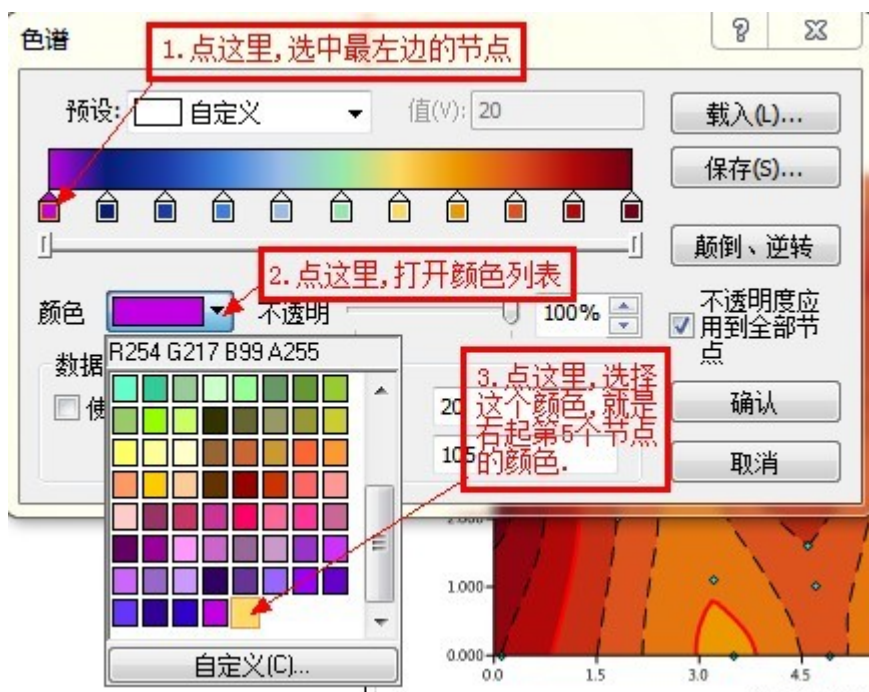 色谱
1.点这里,选中最左边的节点
预设: 自定义 值(V): 20 载入(L)...
保存(S)...
颠倒、逆转
2.点这里,打开颜色列表
颜色 不透明 100%
不透明度应
用到全部节
点
R254 G217 B99 A255
数据
使
20
105
3.点这里,选择
这个颜色,就是
右起第5个节点
的颜色.
确认
取消
自定义(C)...
2.000
1.000
0.000
0.0 1.5 3.0 4.5